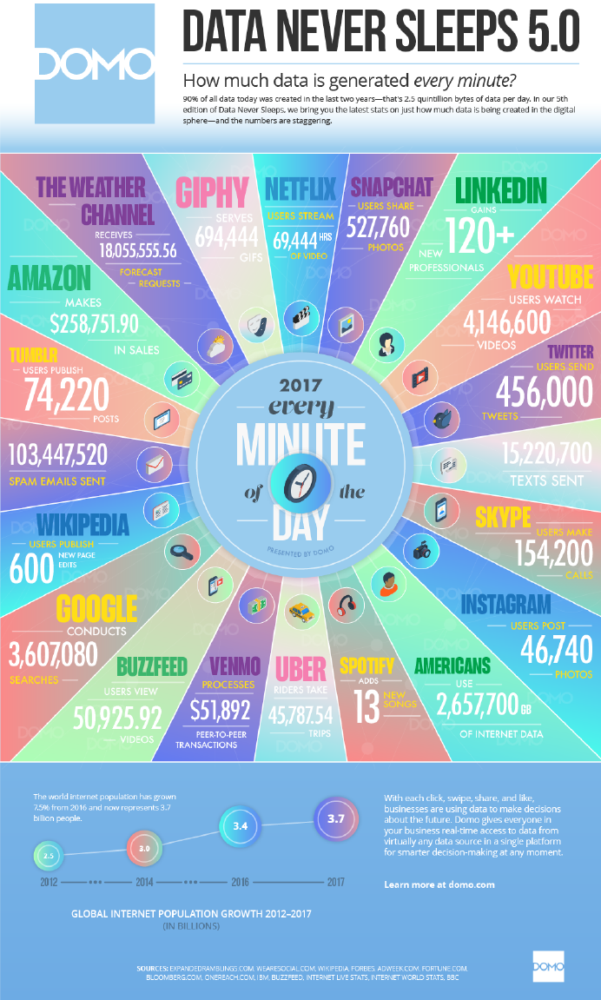 DOMO
DATA NEVER SLEEPS 5.0
How much data is generated every minute?
90% of all data today was created in the last two years—that's 2.5 quintillion bytes of data per day. In our 5th
edition of Data Never Sleeps, we bring you the latest stats on just how much data is being created in the digital
sphere—and the numbers are staggering.
THE WEATHER
CHANNEL
RECEIVES
18,055,555.56
FORECAST
REQUESTS
GIPHY
SERVES
694,444
GIFS
NETFLIX
USERS STREAM
69,444 HRS
OF VIDEO
SNAPCHAT
USERS SHARE
527,760
PHOTOS
LINKEDIN
GAINS
120+
NEW
PROFESSIONALS
YOUTUBE
USERS WATCH
4,146,600
VIDEOS
TWITTER
USERS SEND
456,000
TWEETS
15,220,700
TEXTS SENT
SKYPE
USERS MAKE
154,200
CALLS
INSTAGRAM
USERS POST
46,740
PHOTOS
AMERICANS
USE
2,657,700 GB
OF INTERNET DATA
SPOTIFY
ADDS
13 NEW
SONGS
UBER
RIDERS TAKE
45,787.54
TRIPS
VENMO
PROCESSES
$51,892
PEER-TO-PEER
TRANSACTIONS
BUZZFEED
USERS VIEW
50,925.92
VIDEOS
GOOGLE
CONDUCTS
3,607,080
SEARCHES
WIKIPEDIA
USERS PUBLISH
600 NEW PAGE
EDITS
103,447,520
SPAM EMAILS SENT
TUMBLR
USERS PUBLISH
74,220
POSTS
AMAZON
MAKES
$258,751.90
IN SALES
2017
every
MINUTE
of the
DAY
PRESENTED BY DOMO
The world internet population has grown
7.5% from 2016 and now represents 3.7
billion people.
2.5
3.0
3.4
3.7
2012 2014 2016 2017
GLOBAL INTERNET POPULATION GROWTH 2012–2017
(IN BILLIONS)
With each click, swipe, share, and like,
businesses are using data to make decisions
about the future. Domo gives everyone in
your business real-time access to data from
virtually any data source in a single platform
for smarter decision-making at any moment.
Learn more at domo.com
SOURCES: EXPANDEDRAMBLINGS.COM, WEARESOCIAL.COM, WIKIPEDIA, FORBES, ADWEEK.COM, FORTUNE.COM,
BLOOMBERG.COM, ONEREACH.COM, IBM, BUZZFEED, INTERNET LIVE STATS, INTERNET WORLD STATS, BBC
DOMO